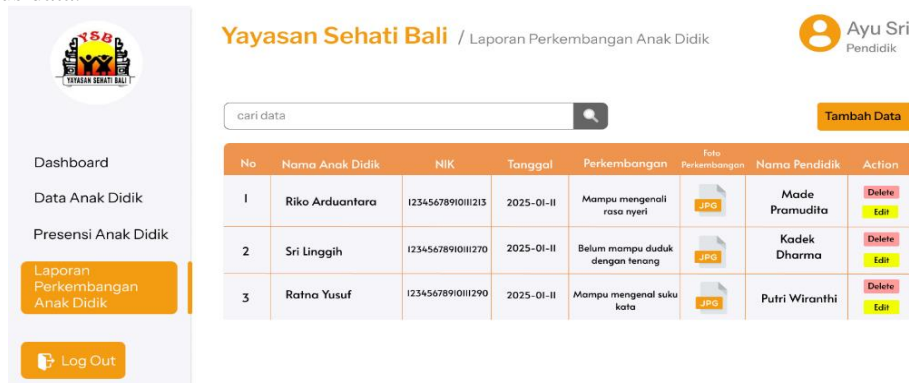 YSB
YAYASAN SEHATI BALI
Yayasan Sehati Bali / Laporan Perkembangan Anak Didik
Ayu Sri
Pendidik
cari data
Tambah Data
Dashboard
Data Anak Didik
Presensi Anak Didik
Laporan
Perkembangan
Anak Didik
Log Out
No Nama Anak Didik NIK Tanggal Perkembangan Foto Perkembangan Nama Pendidik Action
1 Riko Arduantara 1234567891011213 2025-01-11 Mampu mengenali rasa nyeri JPG Made Pramudita Delete Edit
2 Sri Linggih 1234567891011270 2025-01-11 Belum mampu duduk dengan tenang JPG Kadek Dharma Delete Edit
3 Ratna Yusuf 1234567891011290 2025-01-11 Mampu mengenal suku kata JPG Putri Wiranthi Delete Edit